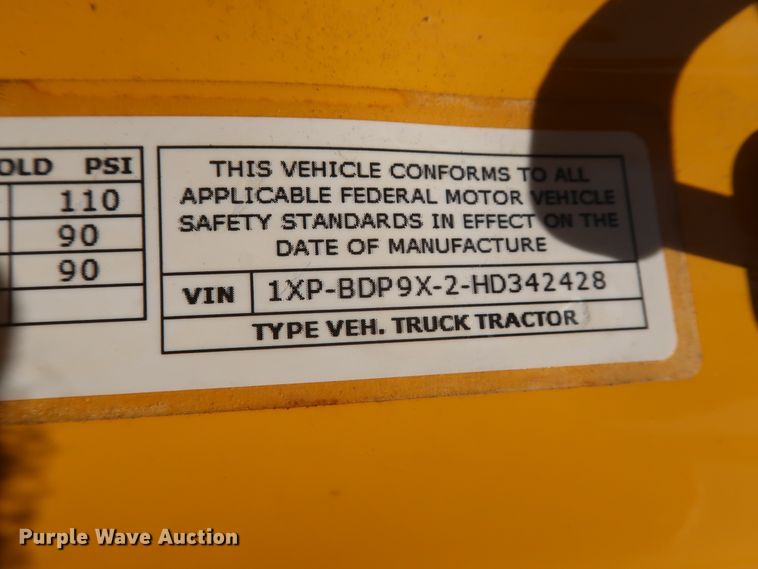 OLD PSI
110
90
90
THIS VEHICLE CONFORMS TO ALL
APPLICABLE FEDERAL MOTOR VEHICLE
SAFETY STANDARDS IN EFFECT ON THE
DATE OF MANUFACTURE
VIN 1XP-BDP9X-2-HD342428
TYPE VEH. TRUCK TRACTOR
Purple Wave Auction